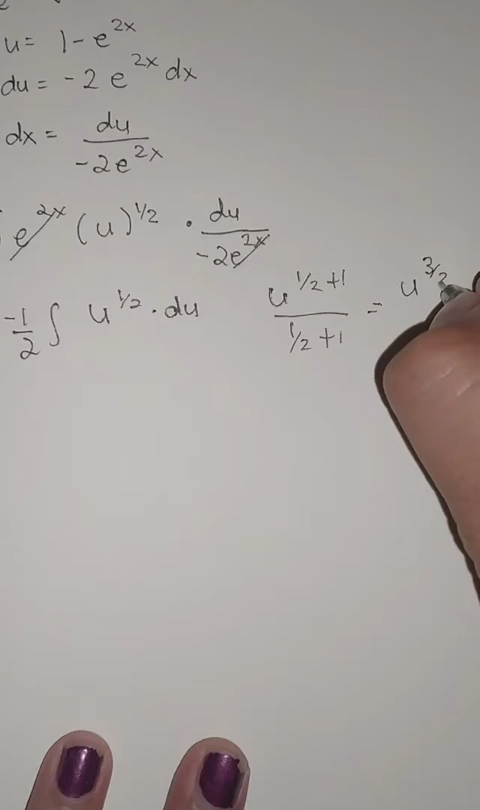 u = 1 - e^{2x}
du = -2 e^{2x} dx
dx = du / -2e^{2x}
e^{2x} (u)^{1/2} · du / -2e^{2x}
-1/2 ∫ u^{1/2} · du
u^{1/2 + 1} / 1/2 + 1 = u^{3/2}